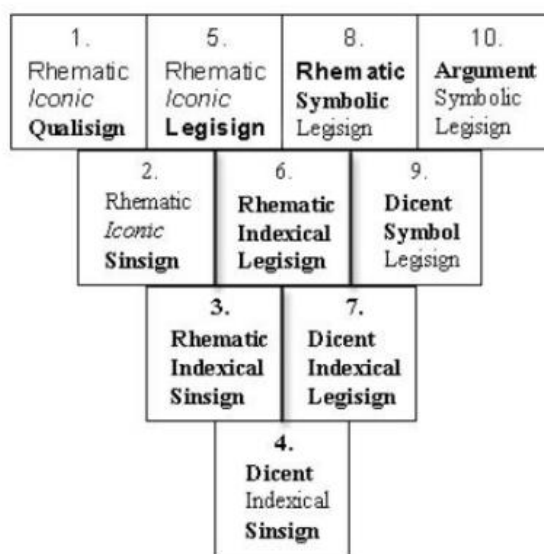 1.
Rhematic
Iconic
Qualisign
5.
Rhematic
Iconic
Legisign
8.
Rhematic
Symbolic
Legisign
10.
Argument
Symbolic
Legisign
2.
Rhematic
Iconic
Sinsign
6.
Rhematic
Indexical
Legisign
9.
Dicent
Symbol
Legisign
3.
Rhematic
Indexical
Sinsign
7.
Dicent
Indexical
Legisign
4.
Dicent
Indexical
Sinsign